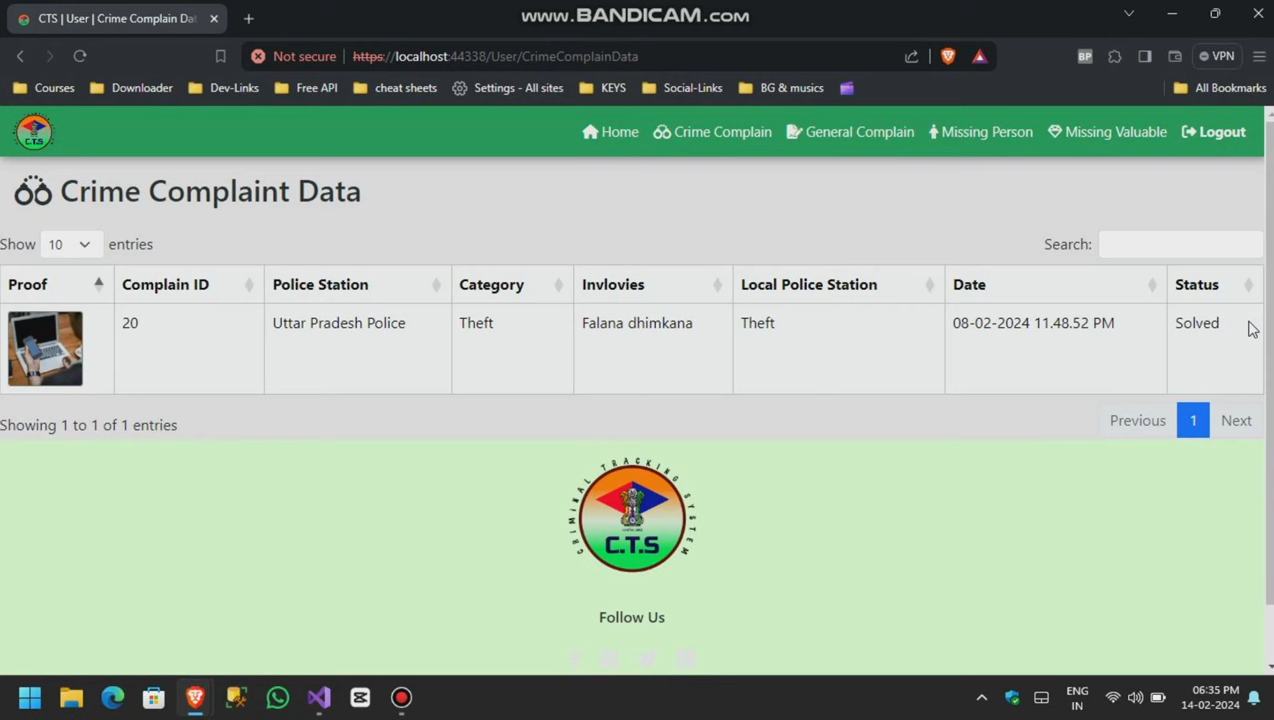 www.BANDICAM.com
CTS | User | Crime Complain Dat
Not secure https://localhost:44338/User/CrimeComplainData
BP
VPN
Courses Downloader Dev-Links Free API cheat sheets Settings - All sites KEYS Social-Links BG & musics All Bookmarks
C.T.S
Home Crime Complain General Complain Missing Person Missing Valuable Logout
Crime Complaint Data
Show 10 entries Search:
Proof Complain ID Police Station Category Invlovies Local Police Station Date Status
20 Uttar Pradesh Police Theft Falana dhimkana Theft 08-02-2024 11.48.52 PM Solved
Showing 1 to 1 of 1 entries Previous 1 Next
CRIMINAL TRACKING SYSTEM
C.T.S
Follow Us
ENG
IN
06:35 PM
14-02-2024